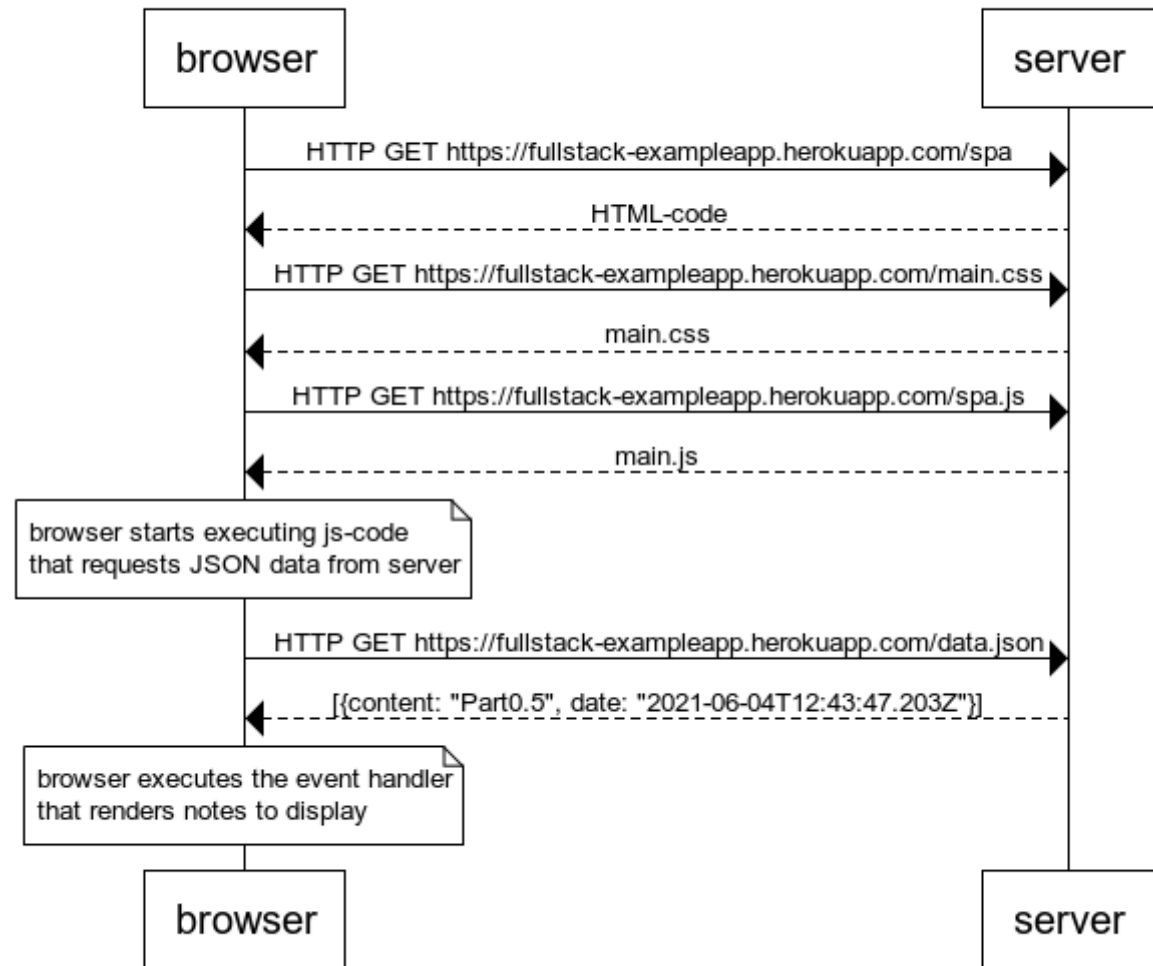 browser
server
HTTP GET https://fullstack-exampleapp.herokuapp.com/spa
HTML-code
HTTP GET https://fullstack-exampleapp.herokuapp.com/main.css
main.css
HTTP GET https://fullstack-exampleapp.herokuapp.com/spa.js
main.js
browser starts executing js-code
that requests JSON data from server
HTTP GET https://fullstack-exampleapp.herokuapp.com/data.json
[{content: "Part0.5", date: "2021-06-04T12:43:47.203Z"}]
browser executes the event handler
that renders notes to display
browser
server